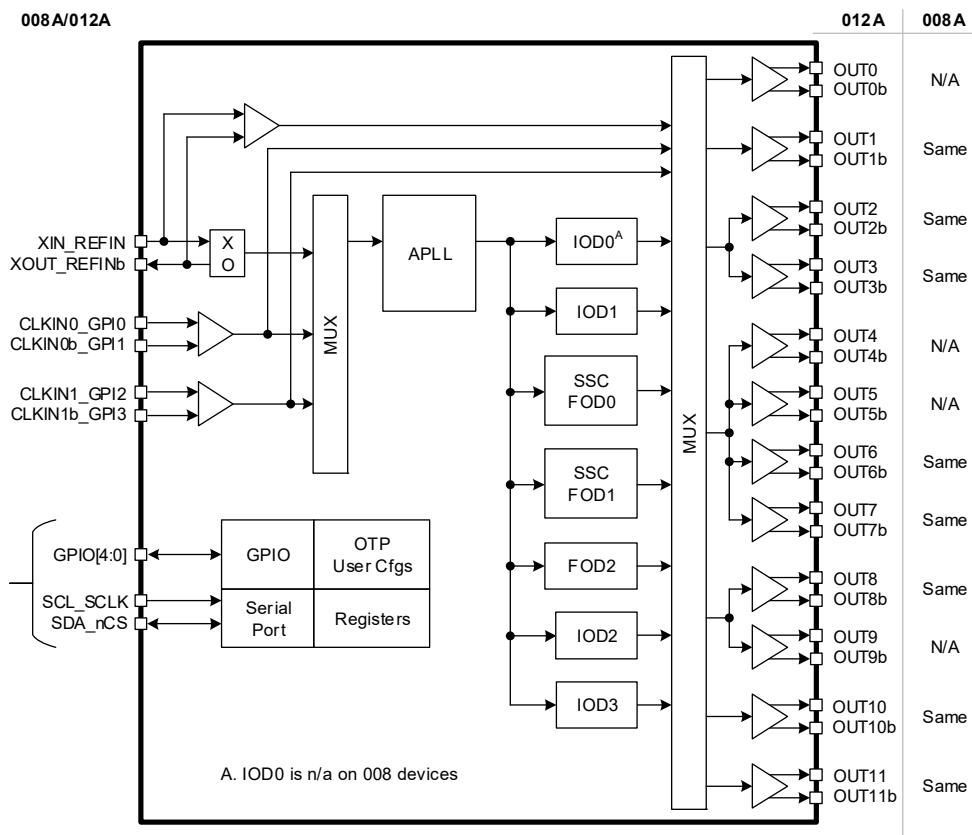 008A/012A
012A
008A
OUT0
OUT0b
N/A
OUT1
OUT1b
Same
OUT2
OUT2b
Same
XIN_REFIN
XOUT_REFINb
X
O
MUX
APLL
IOD0A
OUT3
OUT3b
Same
CLKIN0_GPI0
CLKIN0b_GPI1
IOD1
OUT4
OUT4b
N/A
CLKIN1_GPI2
CLKIN1b_GPI3
SSC
FOD0
MUX
OUT5
OUT5b
N/A
OUT6
OUT6b
Same
SSC
FOD1
OUT7
OUT7b
Same
GPIO[4:0]
GPIO
OTP
User Cfgs
FOD2
OUT8
OUT8b
Same
SCL_SCLK
SDA_nCS
Serial
Port
Registers
IOD2
OUT9
OUT9b
N/A
IOD3
OUT10
OUT10b
Same
A. IOD0 is n/a on 008 devices
OUT11
OUT11b
Same